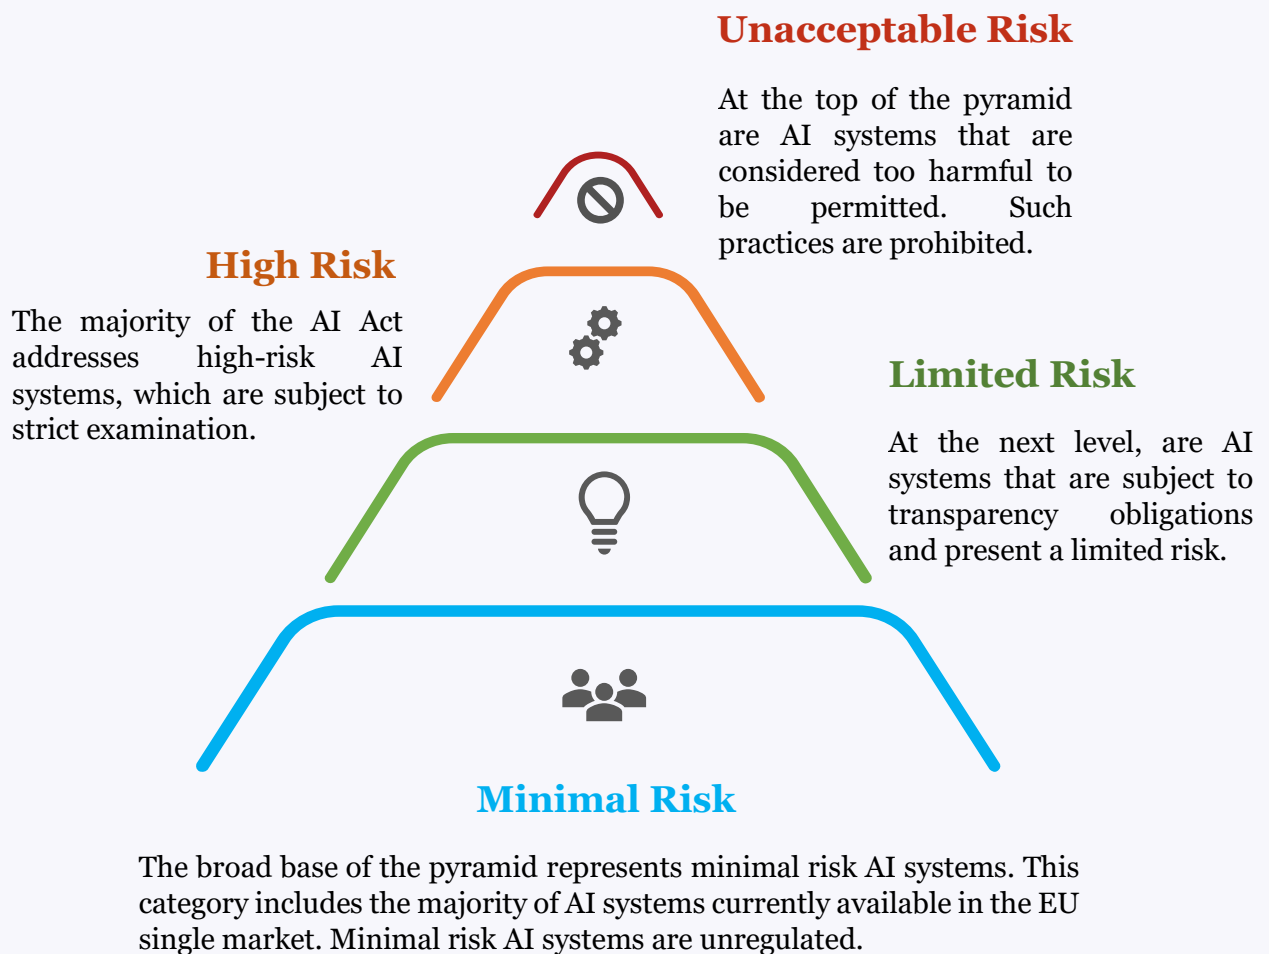 Unacceptable Risk
At the top of the pyramid
are AI systems that are
considered too harmful to
be permitted. Such
practices are prohibited.
High Risk
The majority of the AI Act
addresses high-risk AI
systems, which are subject to
strict examination.
Limited Risk
At the next level, are AI
systems that are subject to
transparency obligations
and present a limited risk.
Minimal Risk
The broad base of the pyramid represents minimal risk AI systems. This
category includes the majority of AI systems currently available in the EU
single market. Minimal risk AI systems are unregulated.